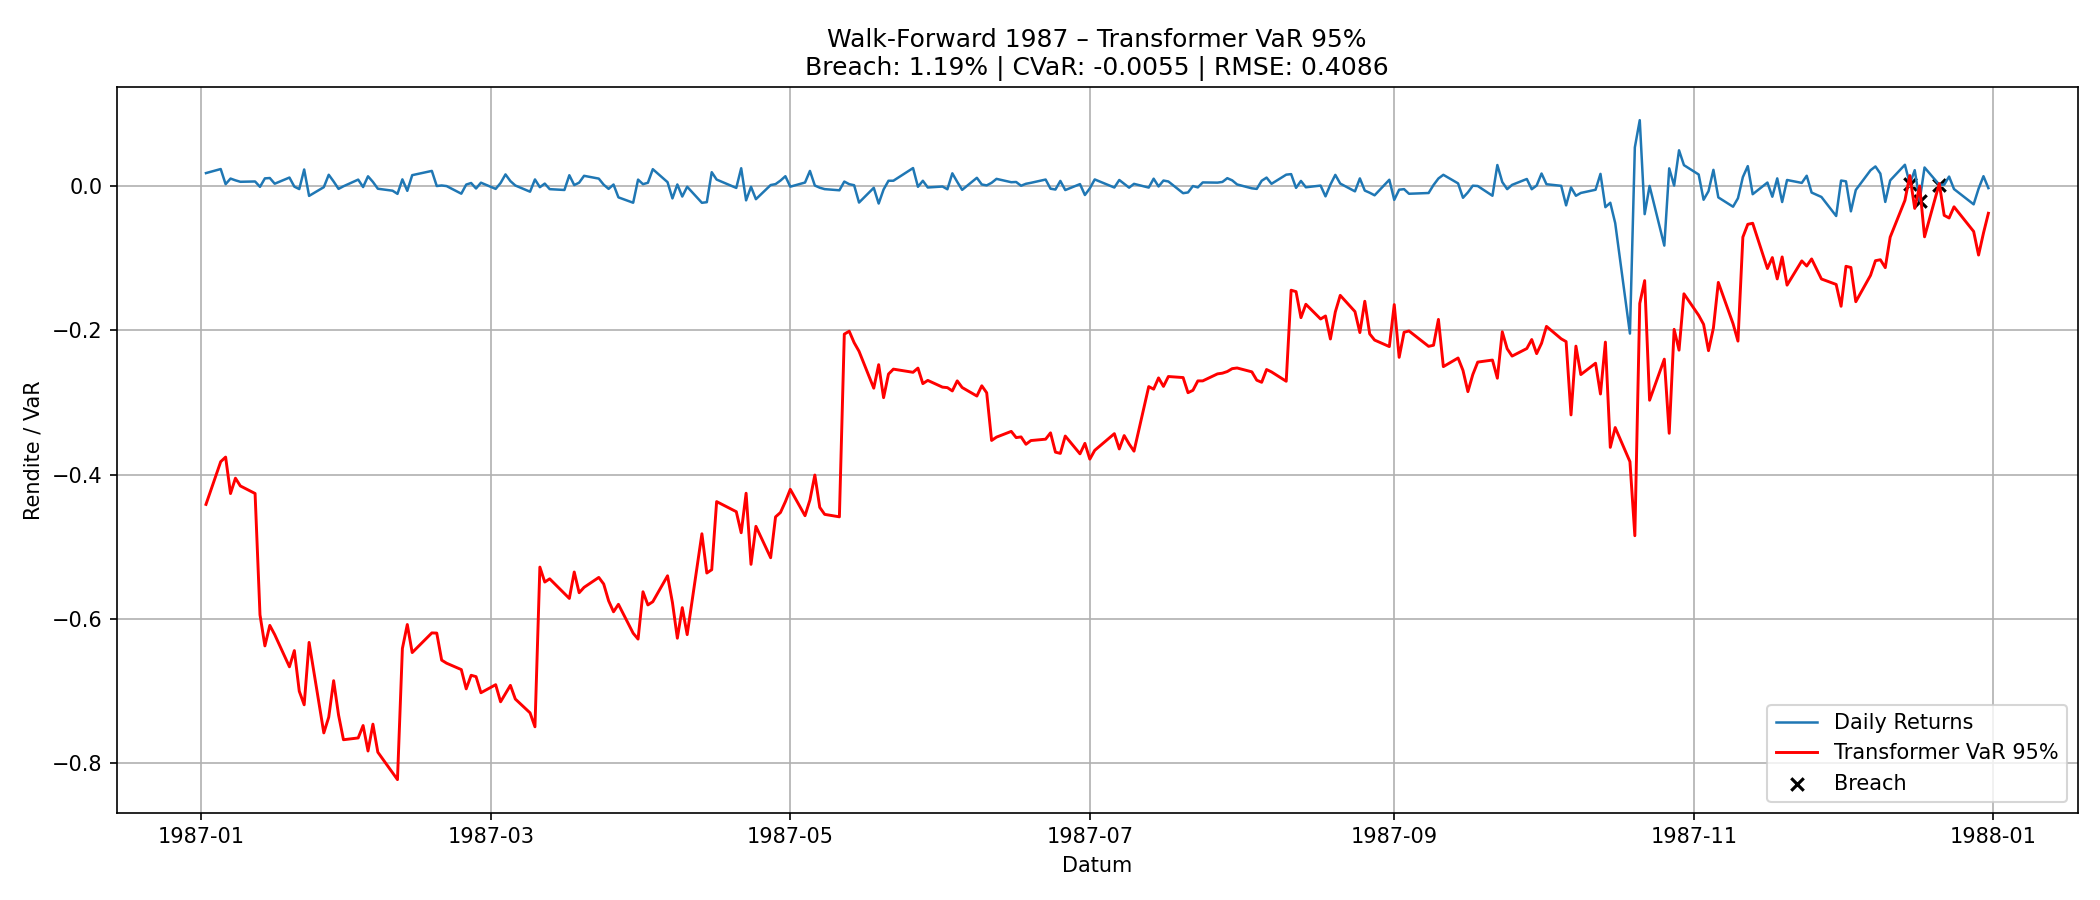 Walk-Forward 1987 – Transformer VaR 95%
Breach: 1.19% | CVaR: -0.0055 | RMSE: 0.4086
Rendite / VaR
0.0
−0.2
−0.4
−0.6
−0.8
1987-01
1987-03
1987-05
1987-07
1987-09
1987-11
1988-01
Datum
Daily Returns
Transformer VaR 95%
Breach